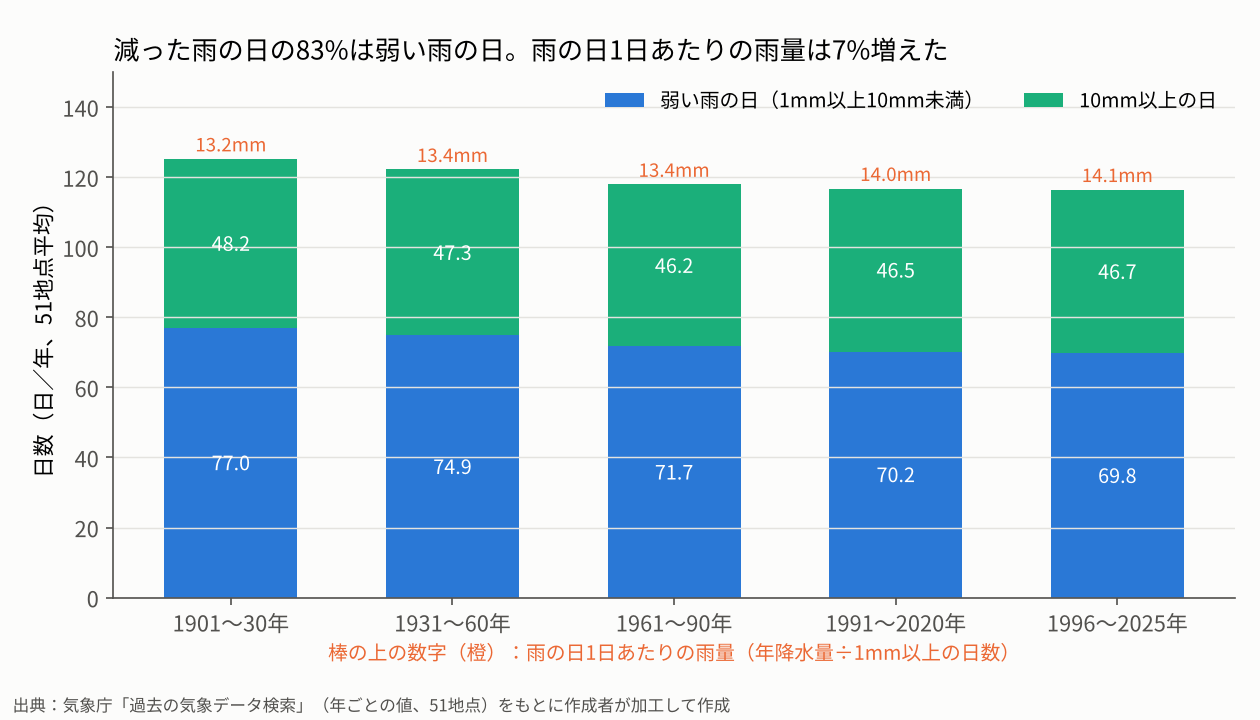 減った雨の日の83%は弱い雨の日。雨の日1日あたりの雨量は7%増えた
弱い雨の日（1mm以上10mm未満） 10mm以上の日
日数（日／年、51地点平均）
140
120
100
80
60
40
20
0
13.2mm 13.4mm 13.4mm 14.0mm 14.1mm
48.2 47.3 46.2 46.5 46.7
77.0 74.9 71.7 70.2 69.8
1901〜30年 1931〜60年 1961〜90年 1991〜2020年 1996〜2025年
棒の上の数字（橙）：雨の日1日あたりの雨量（年降水量÷1mm以上の日数）
出典：気象庁「過去の気象データ検索」（年ごとの値、51地点）をもとに作成者が加工して作成